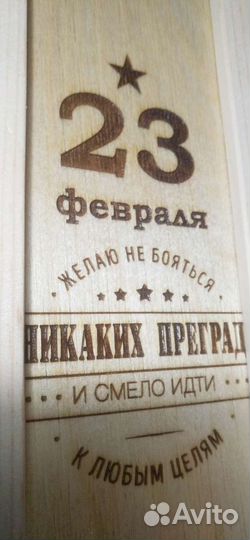 23
февраля
ЖЕЛАЮ НЕ БОЯТЬСЯ
НИКАКИХ ПРЕГРАД
... И СМЕЛО ИДТИ ...
К ЛЮБЫМ ЦЕЛЯМ
Avito